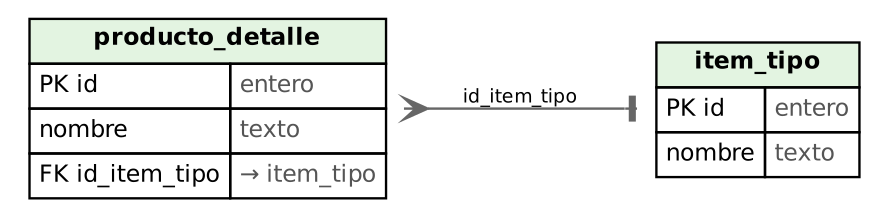 producto_detalle
PK id entero
nombre texto
FK id_item_tipo → item_tipo
id_item_tipo
item_tipo
PK id entero
nombre texto